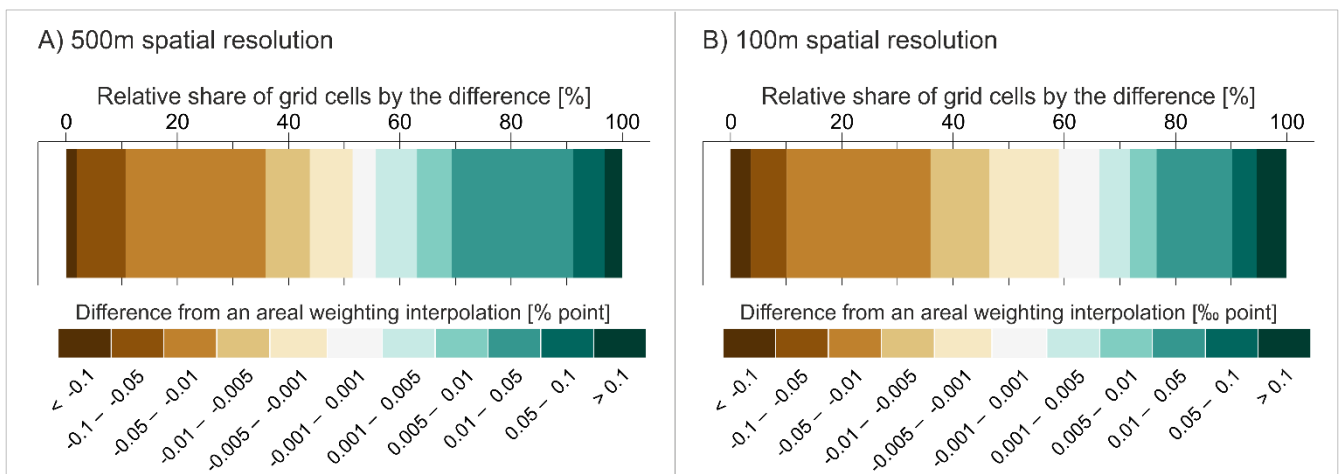 A) 500m spatial resolution
Relative share of grid cells by the difference [%]
0 20 40 60 80 100
Difference from an areal weighting interpolation [% point]
< -0.1
-0.1 – -0.05
-0.05 – -0.01
-0.01 – -0.005
-0.005 – -0.001
-0.001 – 0.001
0.001 – 0.005
0.005 – 0.01
0.01 – 0.05
0.05 – 0.1
> 0.1
B) 100m spatial resolution
Relative share of grid cells by the difference [%]
0 20 40 60 80 100
Difference from an areal weighting interpolation [‰ point]
< -0.1
-0.1 – -0.05
-0.05 – -0.01
-0.01 – -0.005
-0.005 – -0.001
-0.001 – 0.001
0.001 – 0.005
0.005 – 0.01
0.01 – 0.05
0.05 – 0.1
> 0.1